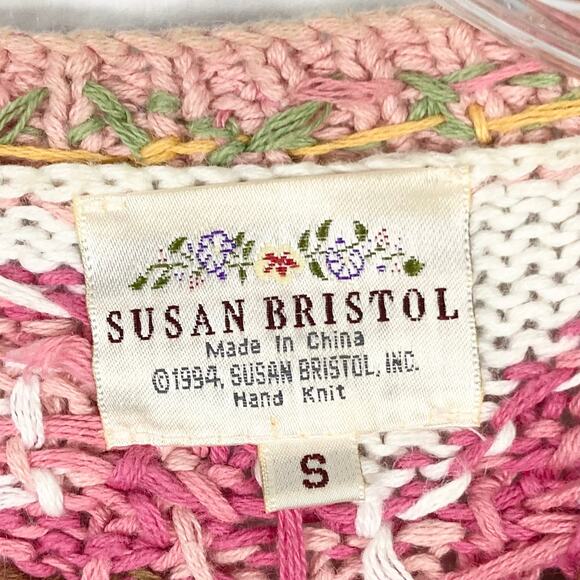 SUSAN BRISTOL
Made in China
©1994, SUSAN BRISTOL, INC.
Hand Knit
S